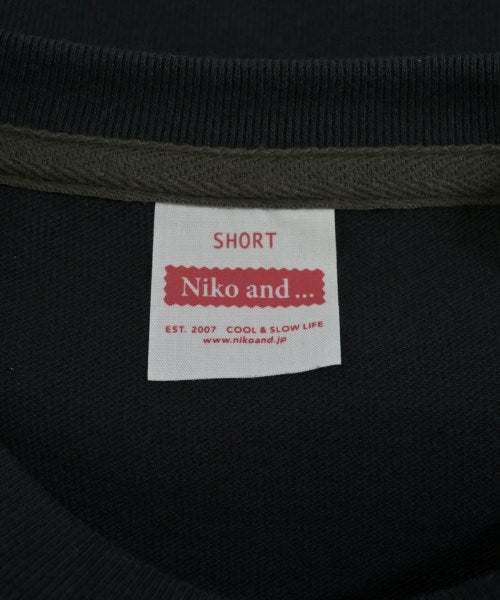 SHORT
Niko and ...
EST. 2007 COOL & SLOW LIFE
www.nikoand.jp